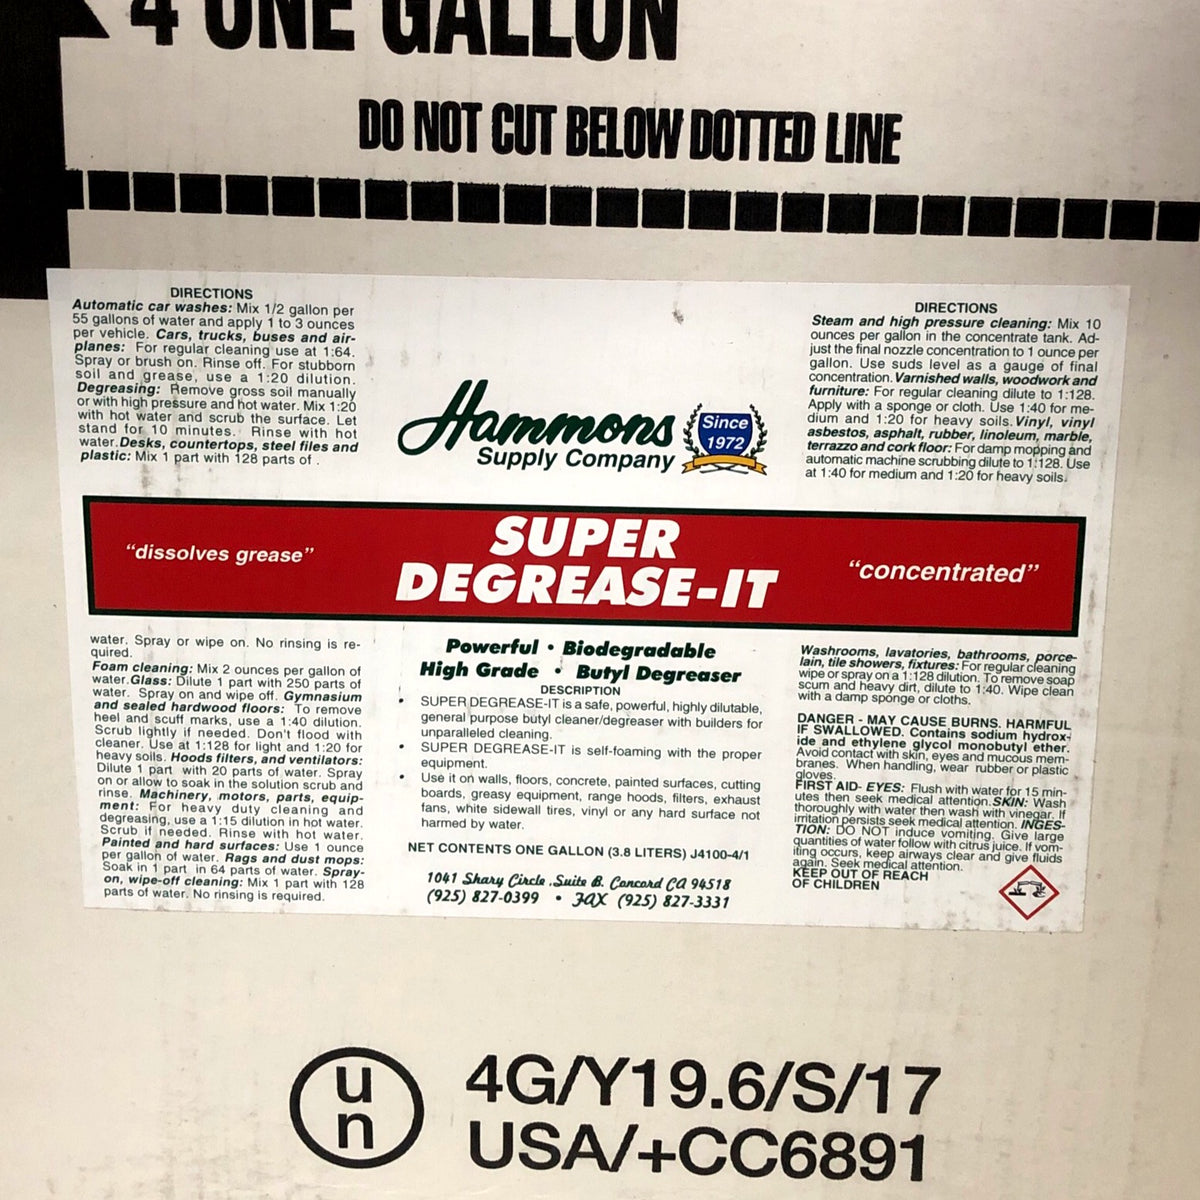 4 ONE GALLON
DO NOT CUT BELOW DOTTED LINE
DIRECTIONS
Automatic car washes: Mix 1/2 gallon per
55 gallons of water and apply 1 to 3 ounces
per vehicle. Cars, trucks, buses and air-
planes: For regular cleaning use at 1:64.
Spray or brush on. Rinse off. For stubborn
soil and grease, use a 1:20 dilution.
Degreasing: Remove gross soil manually
or with high pressure and hot water. Mix 1:20
with hot water and scrub the surface. Let
stand for 10 minutes. Rinse with hot
water.Desks, countertops, steel files and
plastic: Mix 1 part with 128 parts of .
Hammons
Supply Company
Since
1972
DIRECTIONS
Steam and high pressure cleaning: Mix 10
ounces per gallon in the concentrate tank. Ad-
just the final nozzle concentration to 1 ounce per
gallon. Use suds level as a gauge of final
concentration.Varnished walls, woodwork and
furniture: For regular cleaning dilute to 1:128.
Apply with a sponge or cloth. Use 1:40 for me-
dium and 1:20 for heavy soils.Vinyl, vinyl
asbestos, asphalt, rubber, linoleum, marble,
terrazzo and cork floor: For damp mopping and
automatic machine scrubbing dilute to 1:128. Use
at 1:40 for medium and 1:20 for heavy soils.
"dissolves grease"
SUPER
DEGREASE-IT
"concentrated"
water. Spray or wipe on. No rinsing is re-
quired.
Foam cleaning: Mix 2 ounces per gallon of
water.Glass: Dilute 1 part with 250 parts of
water. Spray on and wipe off. Gymnasium
and sealed hardwood floors: To remove
heel and scuff marks, use a 1:40 dilution.
Scrub lightly if needed. Don't flood with
cleaner. Use at 1:128 for light and 1:20 for
heavy soils. Hoods filters, and ventilators:
Dilute 1 part with 20 parts of water. Spray
on or allow to soak in the solution scrub and
rinse. Machinery, motors, parts, equip-
ment: For heavy duty cleaning and
degreasing, use a 1:15 dilution in hot water.
Scrub if needed. Rinse with hot water.
Painted and hard surfaces: Use 1 ounce
per gallon of water. Rags and dust mops:
Soak in 1 part in 64 parts of water. Spray-
on, wipe-off cleaning: Mix 1 part with 128
parts of water. No rinsing is required.
Powerful • Biodegradable
High Grade • Butyl Degreaser
DESCRIPTION
• SUPER DEGREASE-IT is a safe, powerful, highly dilutable,
general purpose butyl cleaner/degreaser with builders for
unparalleled cleaning.
• SUPER DEGREASE-IT is self-foaming with the proper
equipment.
• Use it on walls, floors, concrete, painted surfaces, cutting
boards, greasy equipment, range hoods, filters, exhaust
fans, white sidewall tires, vinyl or any hard surface not
harmed by water.
NET CONTENTS ONE GALLON (3.8 LITERS) J4100-4/1
1041 Shary Circle ,Suite B. Concord CA 94518
(925) 827-0399 • FAX (925) 827-3331
Washrooms, lavatories, bathrooms, porce-
lain, tile showers, fixtures: For regular cleaning
wipe or spray on a 1:128 dilution. To remove soap
scum and heavy dirt, dilute to 1:40. Wipe clean
with a damp sponge or cloths.
DANGER - MAY CAUSE BURNS. HARMFUL
IF SWALLOWED. Contains sodium hydrox-
ide and ethylene glycol monobutyl ether.
Avoid contact with skin, eyes and mucous mem-
branes. When handling, wear rubber or plastic
gloves.
FIRST AID- EYES: Flush with water for 15 min-
utes then seek medical attention.SKIN: Wash
thoroughly with water then wash with vinegar. If
irritation persists seek medical attention. INGES-
TION: DO NOT induce vomiting. Give large
quantities of water follow with citrus juice. If vom-
iting occurs, keep airways clear and give fluids
again. Seek medical attention.
KEEP OUT OF REACH
OF CHILDREN
u
n
4G/Y19.6/S/17
USA/+CC6891